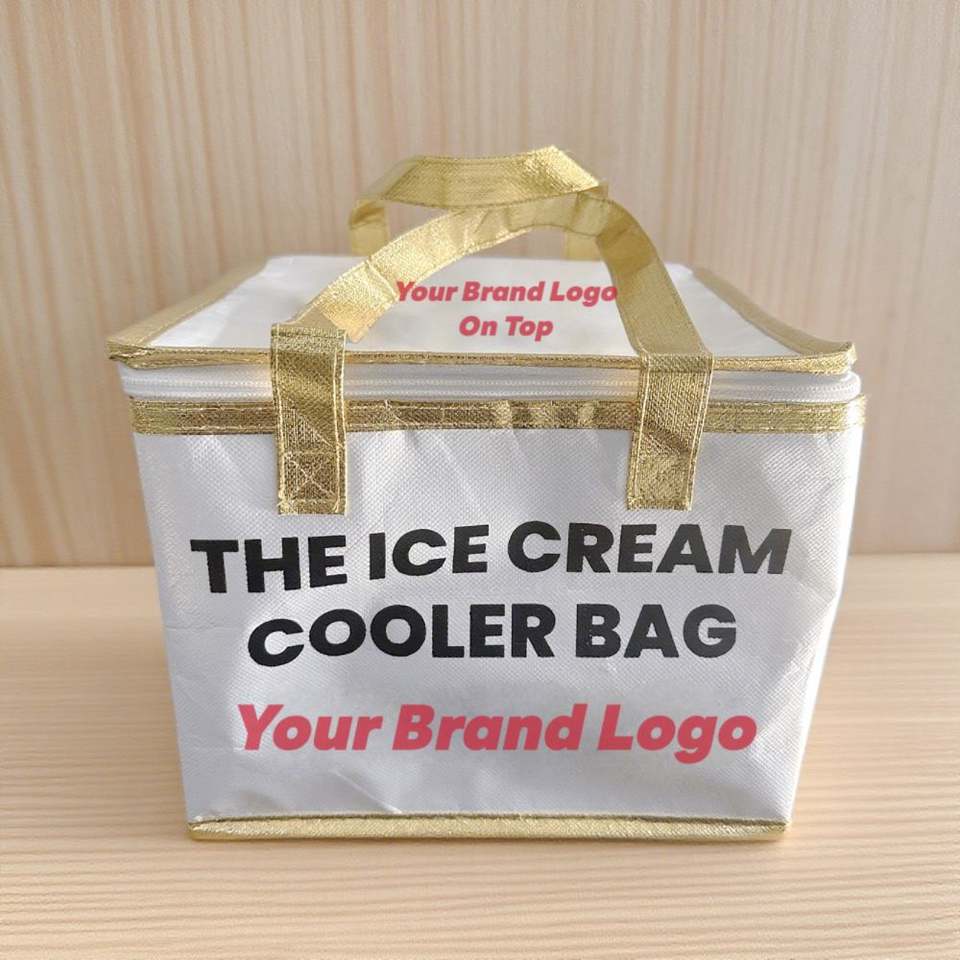 Your Brand Logo
On Top
THE ICE CREAM
COOLER BAG
Your Brand Logo